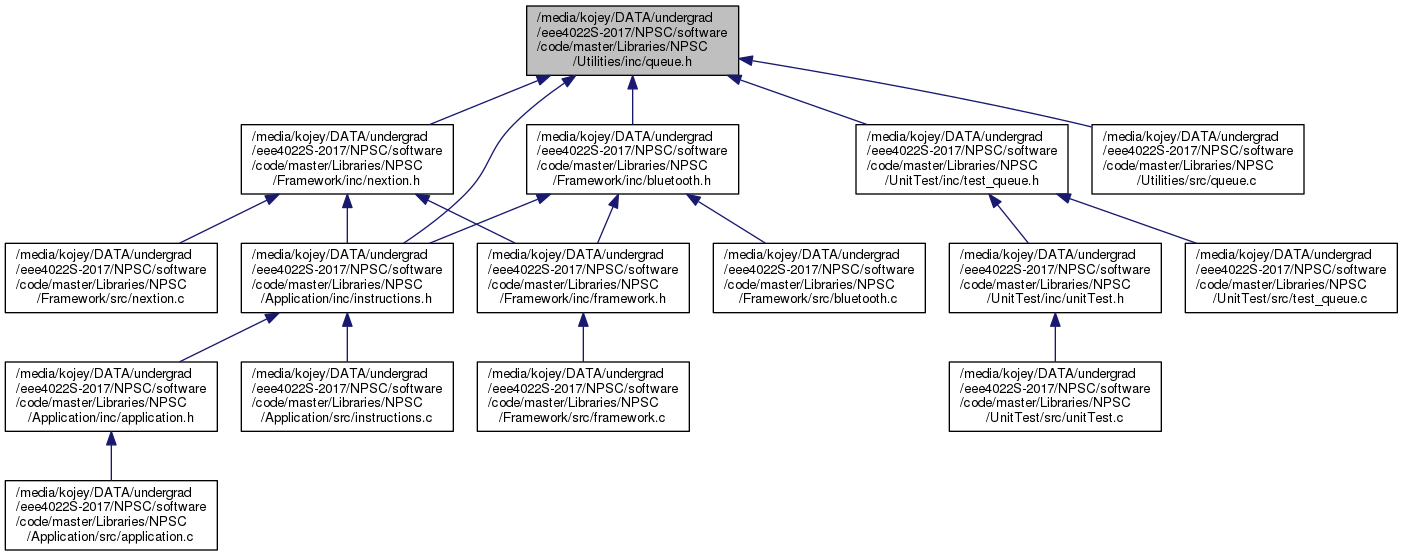 /media/kojey/DATA/undergrad
/eee4022S-2017/NPSC/software
/code/master/Libraries/NPSC
/Utilities/inc/queue.h
/media/kojey/DATA/undergrad
/eee4022S-2017/NPSC/software
/code/master/Libraries/NPSC
/Framework/inc/nextion.h
/media/kojey/DATA/undergrad
/eee4022S-2017/NPSC/software
/code/master/Libraries/NPSC
/Framework/inc/bluetooth.h
/media/kojey/DATA/undergrad
/eee4022S-2017/NPSC/software
/code/master/Libraries/NPSC
/UnitTest/inc/test_queue.h
/media/kojey/DATA/undergrad
/eee4022S-2017/NPSC/software
/code/master/Libraries/NPSC
/Utilities/src/queue.c
/media/kojey/DATA/undergrad
/eee4022S-2017/NPSC/software
/code/master/Libraries/NPSC
/Framework/src/nextion.c
/media/kojey/DATA/undergrad
/eee4022S-2017/NPSC/software
/code/master/Libraries/NPSC
/Application/inc/instructions.h
/media/kojey/DATA/undergrad
/eee4022S-2017/NPSC/software
/code/master/Libraries/NPSC
/Framework/inc/framework.h
/media/kojey/DATA/undergrad
/eee4022S-2017/NPSC/software
/code/master/Libraries/NPSC
/Framework/src/bluetooth.c
/media/kojey/DATA/undergrad
/eee4022S-2017/NPSC/software
/code/master/Libraries/NPSC
/UnitTest/inc/unitTest.h
/media/kojey/DATA/undergrad
/eee4022S-2017/NPSC/software
/code/master/Libraries/NPSC
/UnitTest/src/test_queue.c
/media/kojey/DATA/undergrad
/eee4022S-2017/NPSC/software
/code/master/Libraries/NPSC
/Application/inc/application.h
/media/kojey/DATA/undergrad
/eee4022S-2017/NPSC/software
/code/master/Libraries/NPSC
/Application/src/instructions.c
/media/kojey/DATA/undergrad
/eee4022S-2017/NPSC/software
/code/master/Libraries/NPSC
/Framework/src/framework.c
/media/kojey/DATA/undergrad
/eee4022S-2017/NPSC/software
/code/master/Libraries/NPSC
/UnitTest/src/unitTest.c
/media/kojey/DATA/undergrad
/eee4022S-2017/NPSC/software
/code/master/Libraries/NPSC
/Application/src/application.c